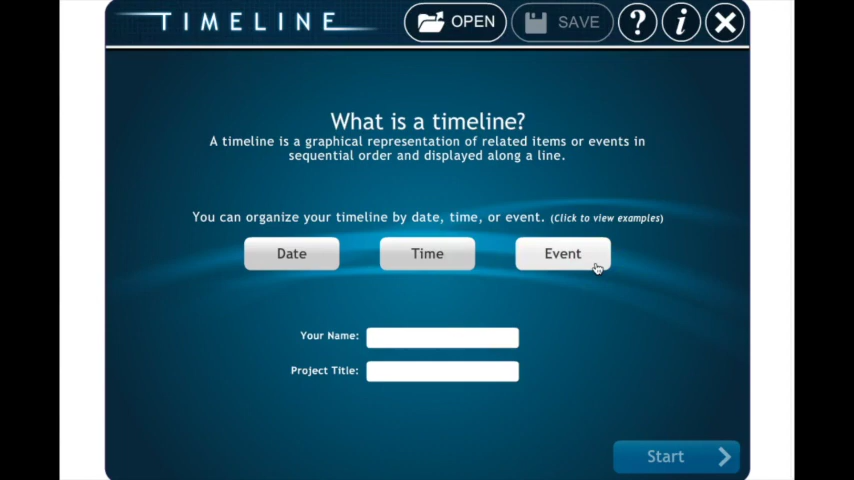 TIMELINE
OPEN
SAVE
?
i
What is a timeline?
A timeline is a graphical representation of related items or events in
sequential order and displayed along a line.
You can organize your timeline by date, time, or event. (Click to view examples)
Date
Time
Event
Your Name:
Project Title:
Start